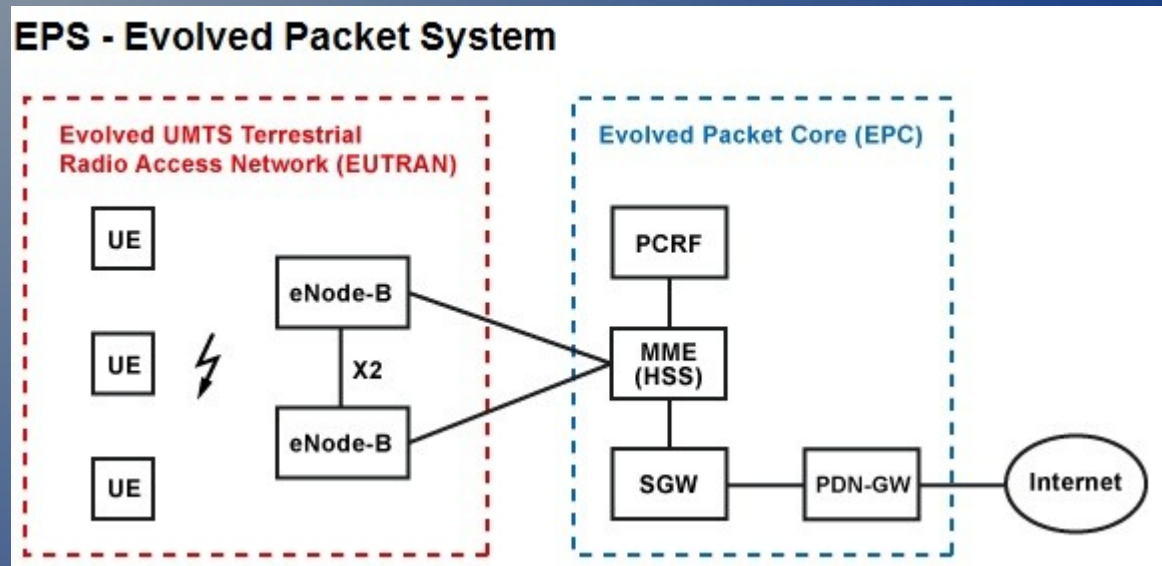 EPS - Evolved Packet System
Evolved UMTS Terrestrial
Radio Access Network (EUTRAN)
UE
UE
UE
eNode-B
X2
eNode-B
Evolved Packet Core (EPC)
PCRF
MME
(HSS)
SGW
PDN-GW
Internet